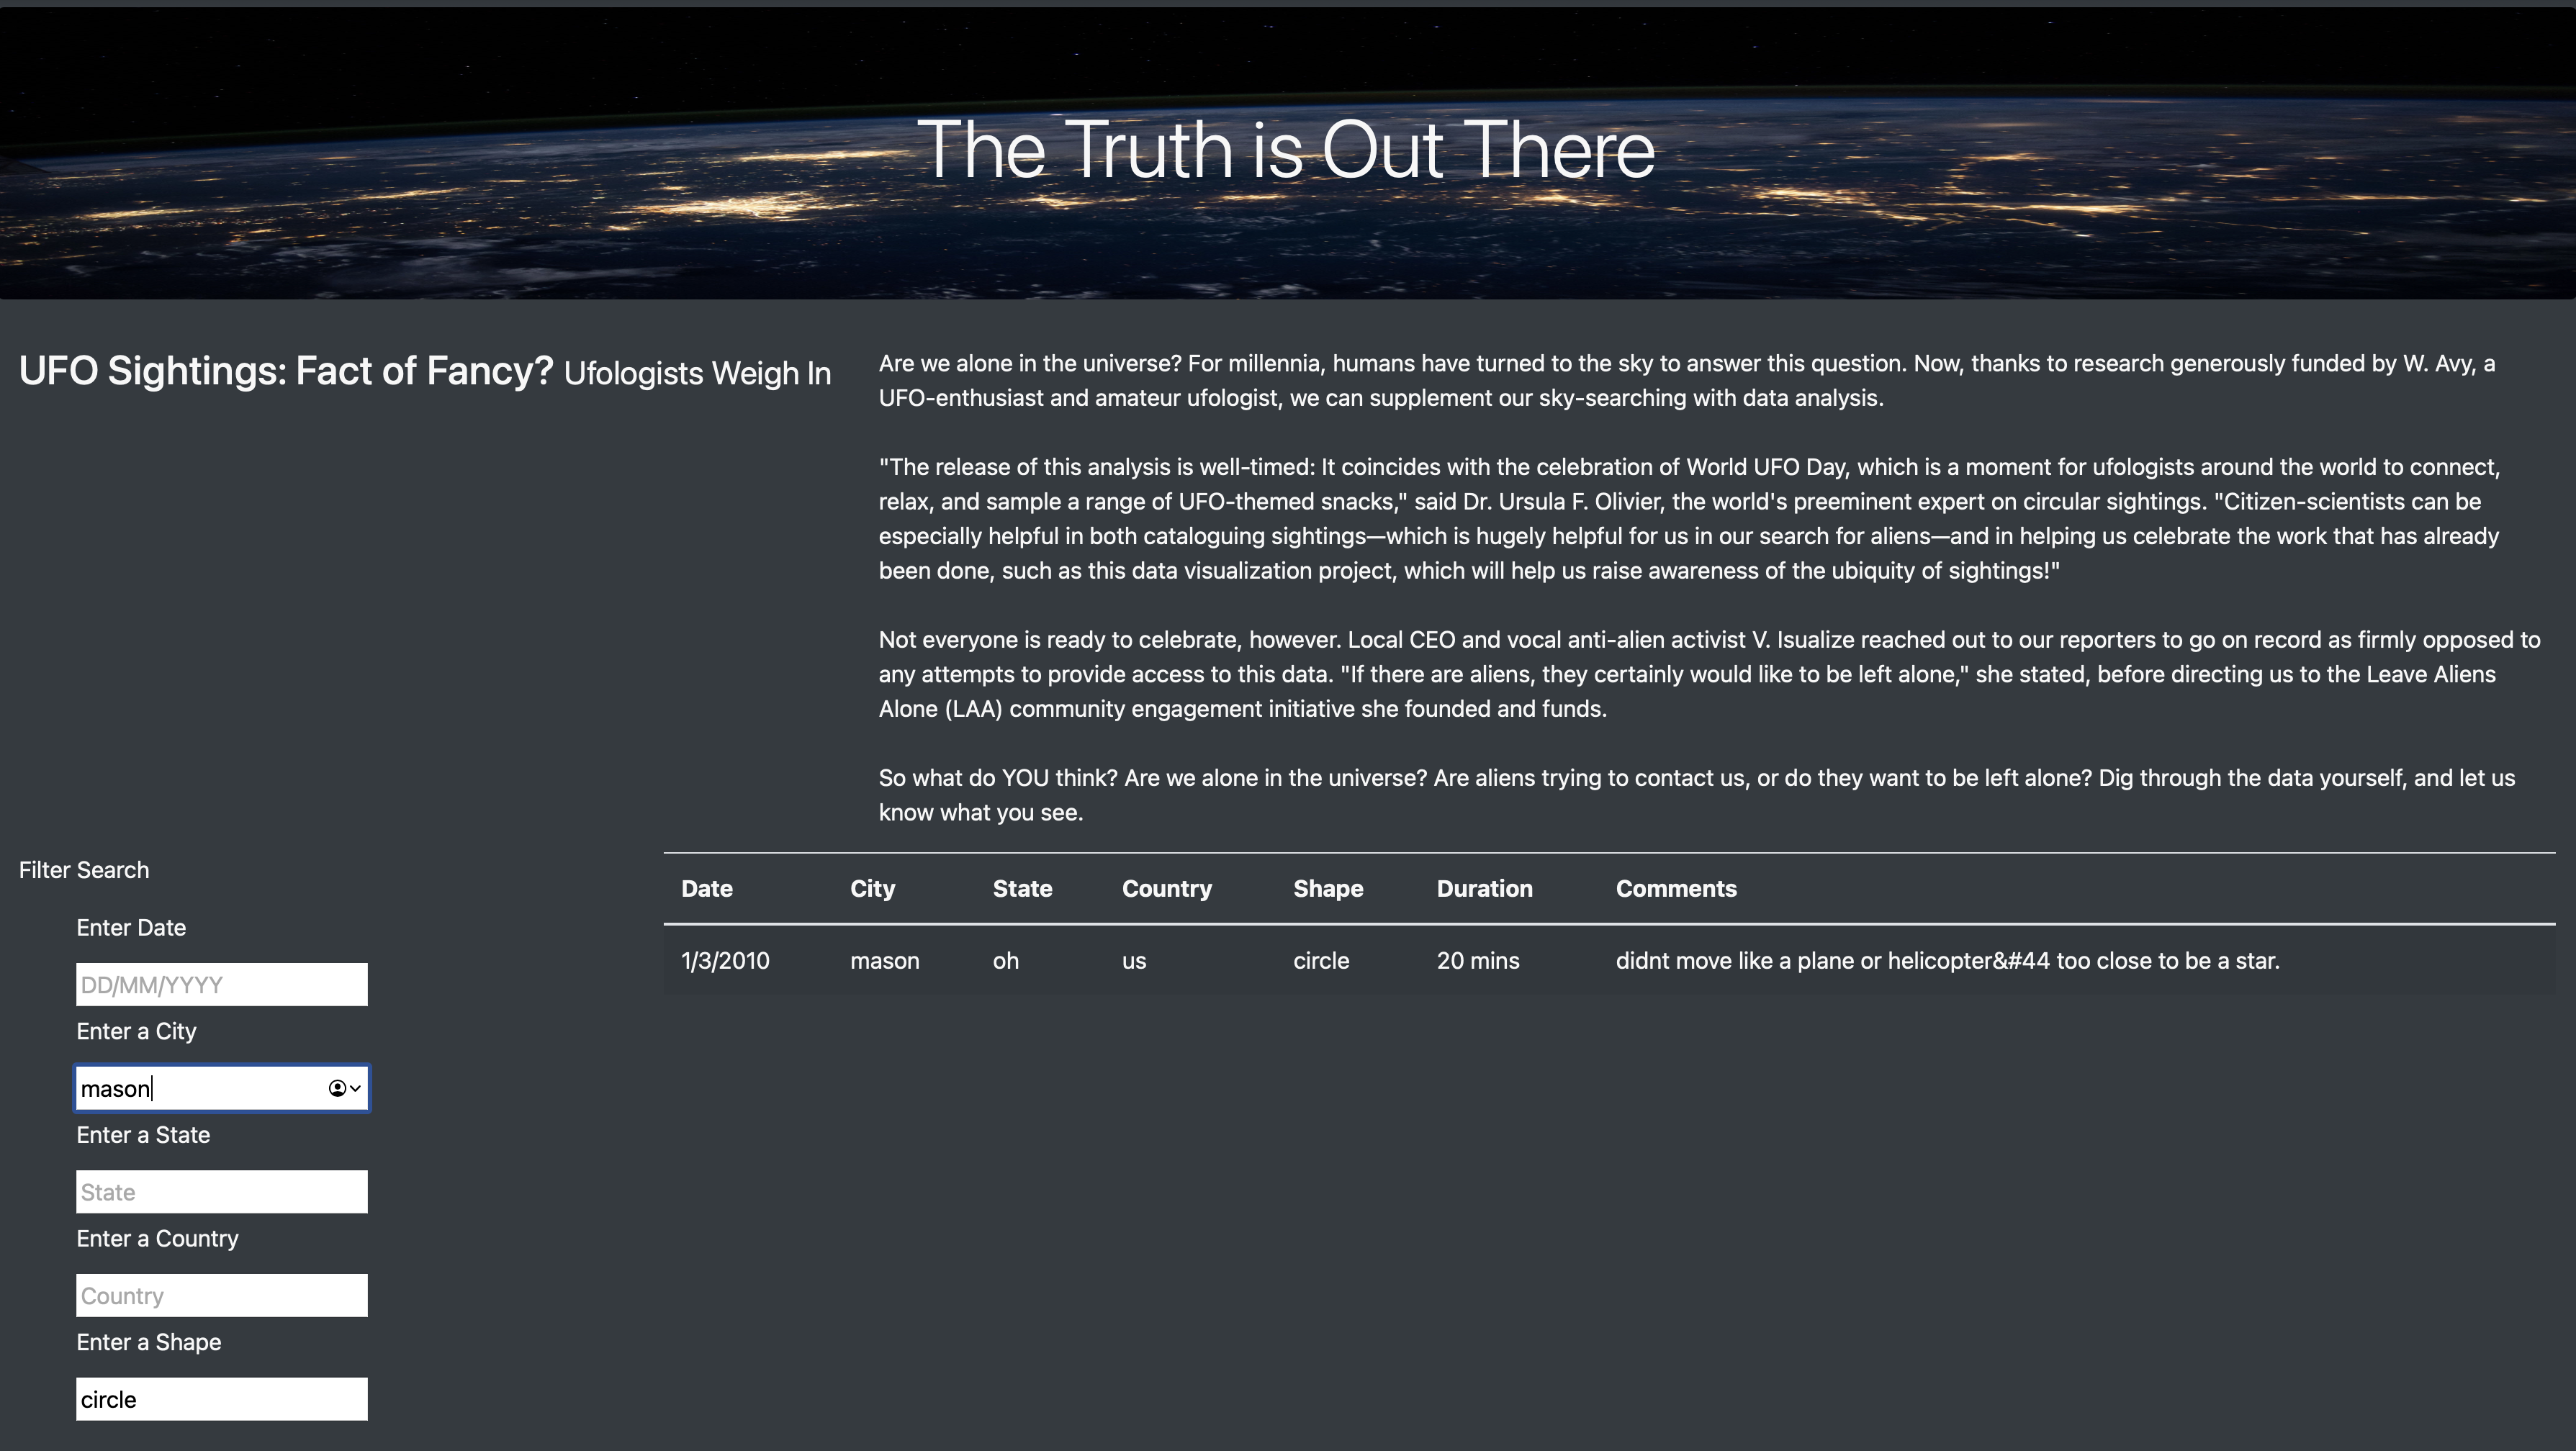 The Truth is Out There
UFO Sightings: Fact of Fancy? Ufologists Weigh In
Are we alone in the universe? For millennia, humans have turned to the sky to answer this question. Now, thanks to research generously funded by W. Avy, a
UFO-enthusiast and amateur ufologist, we can supplement our sky-searching with data analysis.
"The release of this analysis is well-timed: It coincides with the celebration of World UFO Day, which is a moment for ufologists around the world to connect,
relax, and sample a range of UFO-themed snacks," said Dr. Ursula F. Olivier, the world's preeminent expert on circular sightings. "Citizen-scientists can be
especially helpful in both cataloguing sightings—which is hugely helpful for us in our search for aliens—and in helping us celebrate the work that has already
been done, such as this data visualization project, which will help us raise awareness of the ubiquity of sightings!"
Not everyone is ready to celebrate, however. Local CEO and vocal anti-alien activist V. Isualize reached out to our reporters to go on record as firmly opposed to
any attempts to provide access to this data. "If there are aliens, they certainly would like to be left alone," she stated, before directing us to the Leave Aliens
Alone (LAA) community engagement initiative she founded and funds.
So what do YOU think? Are we alone in the universe? Are aliens trying to contact us, or do they want to be left alone? Dig through the data yourself, and let us
know what you see.
Filter Search
Enter Date
DD/MM/YYYY
Enter a City
mason
Enter a State
State
Enter a Country
Country
Enter a Shape
circle
Date City State Country Shape Duration Comments
1/3/2010 mason oh us circle 20 mins didnt move like a plane or helicopter&#44 too close to be a star.